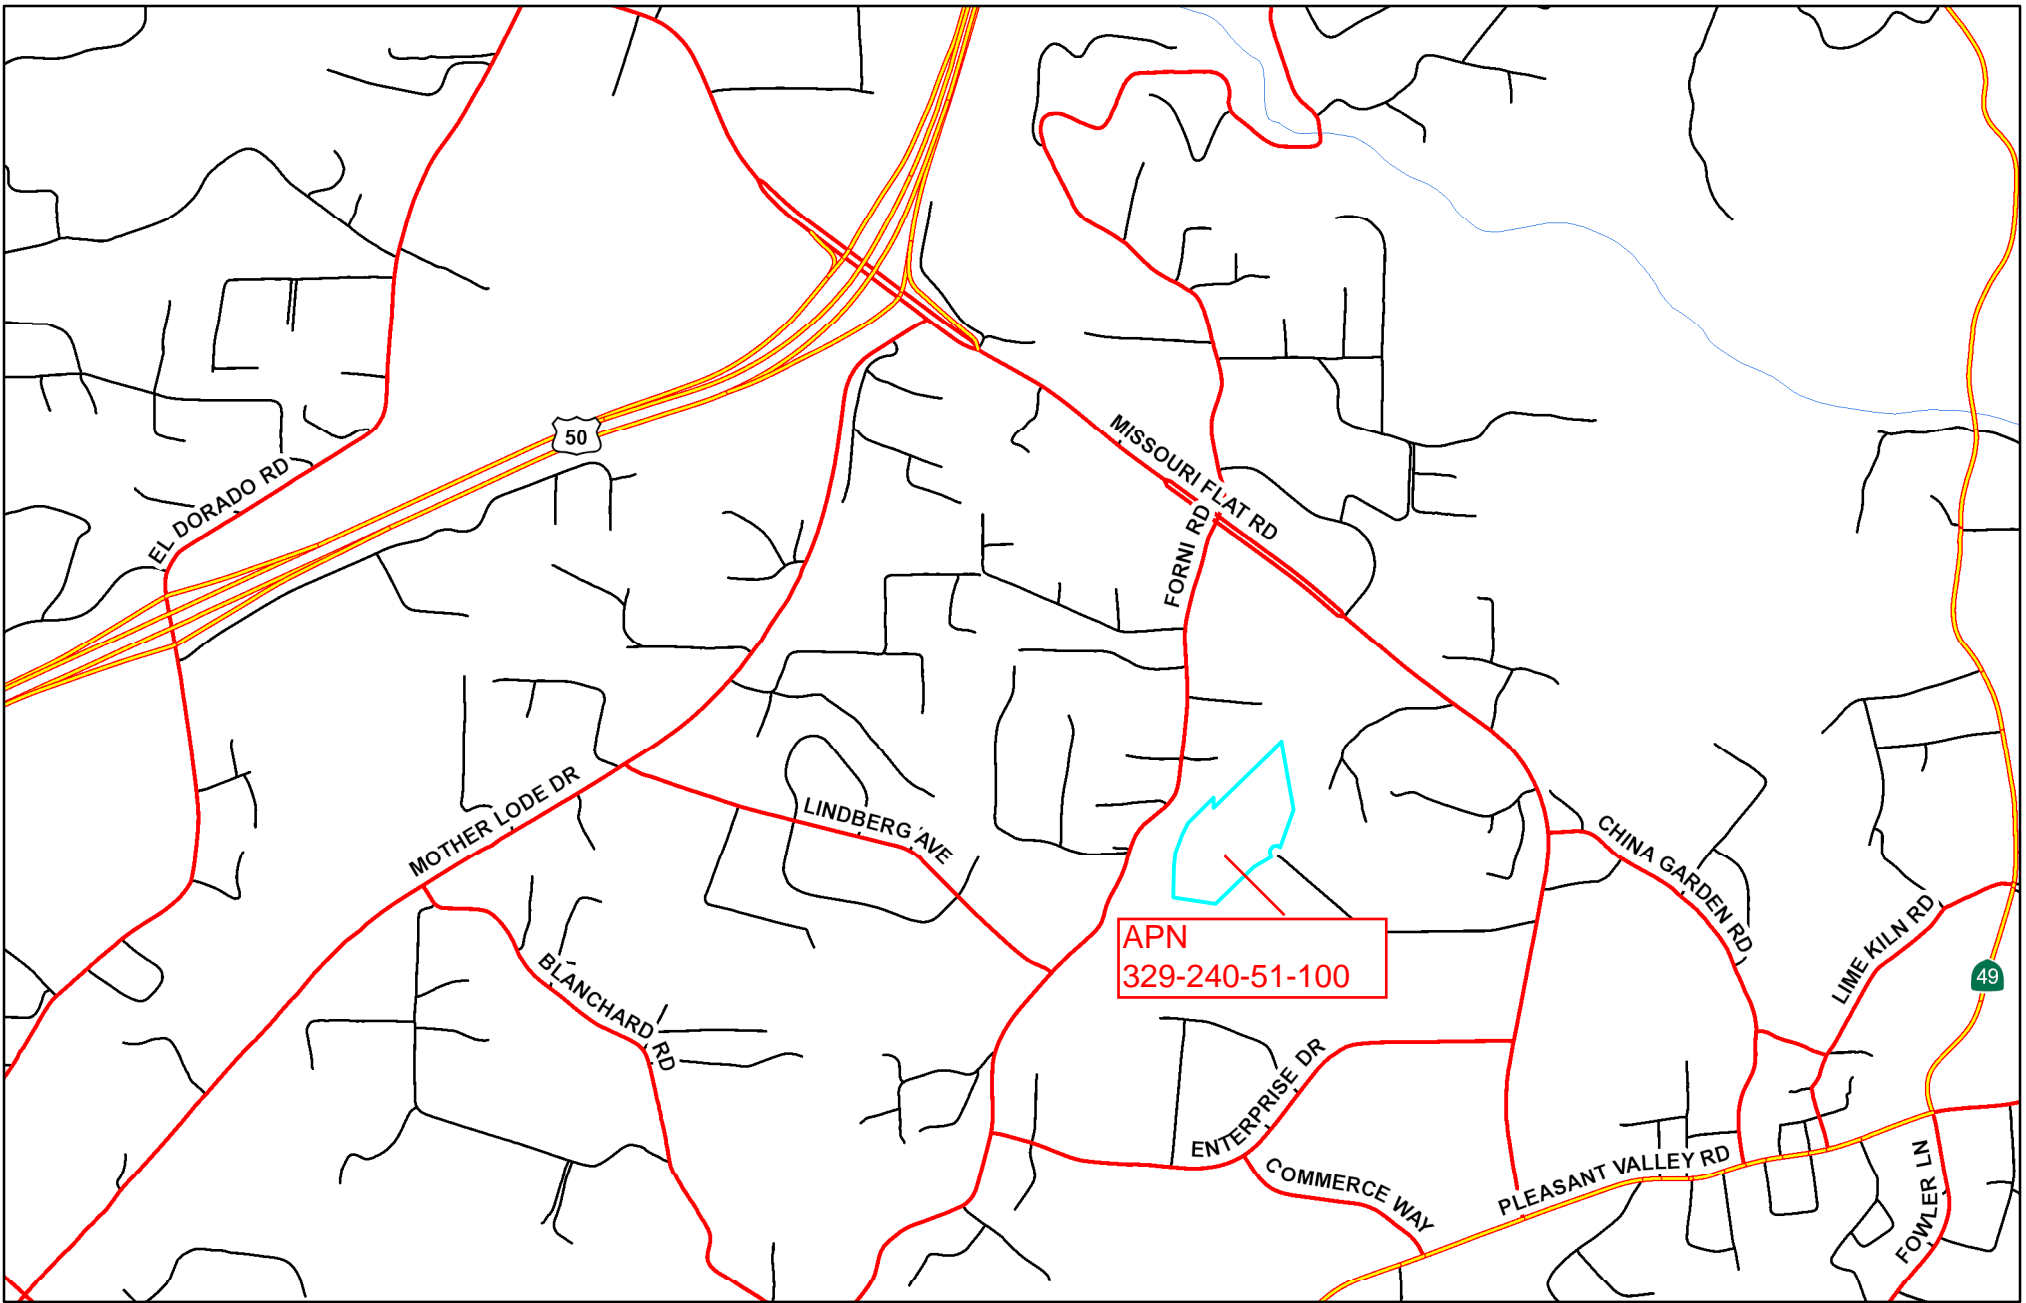 50
MISSOURI FLAT RD
EL DORADO RD
FORNI RD
MOTHER LODE DR
LINDBERG AVE
CHINA GARDEN RD
LIME KILN RD
APN
329-240-51-100
49
BLANCHARD RD
ENTERPRISE DR
COMMERCE WAY
PLEASANT VALLEY RD
FOWLER LN